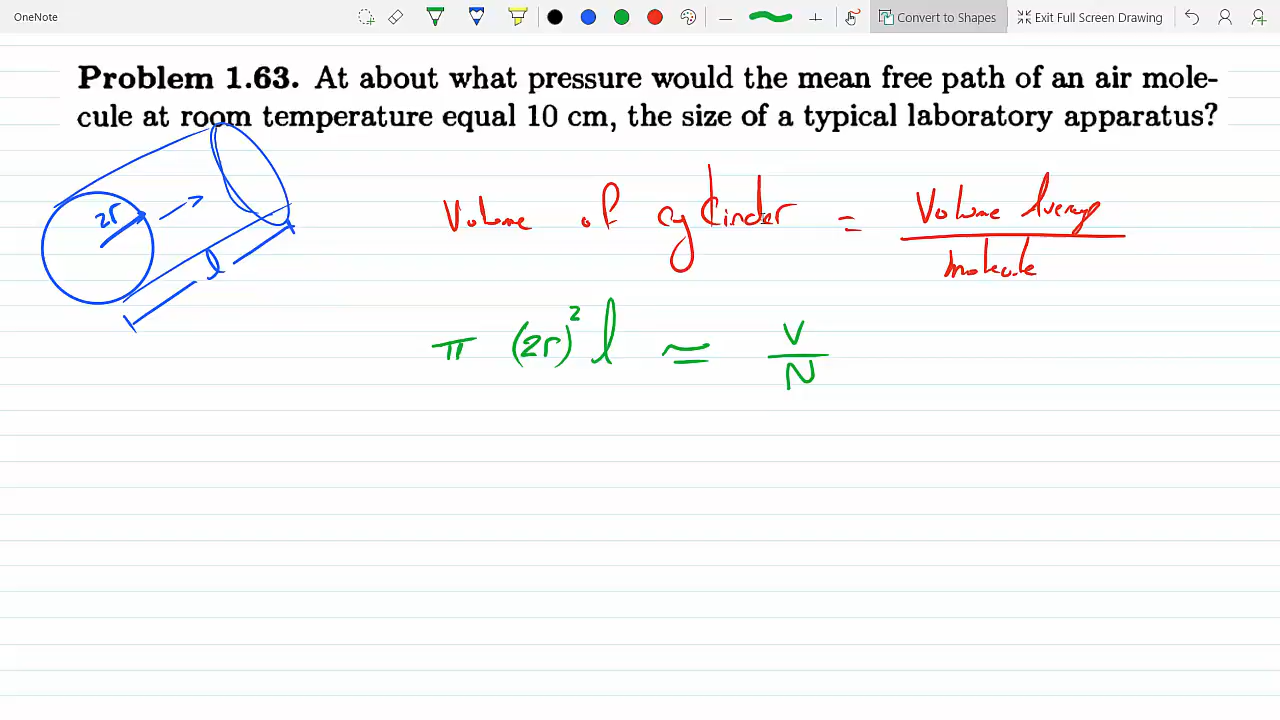 OneNote
Convert to Shapes
Exit Full Screen Drawing
Problem 1.63. At about what pressure would the mean free path of an air mole-
cule at room temperature equal 10 cm, the size of a typical laboratory apparatus?
2r
l
Volume of cylinder = Volume Average
molecule
π (2r)² l ≃ V
N